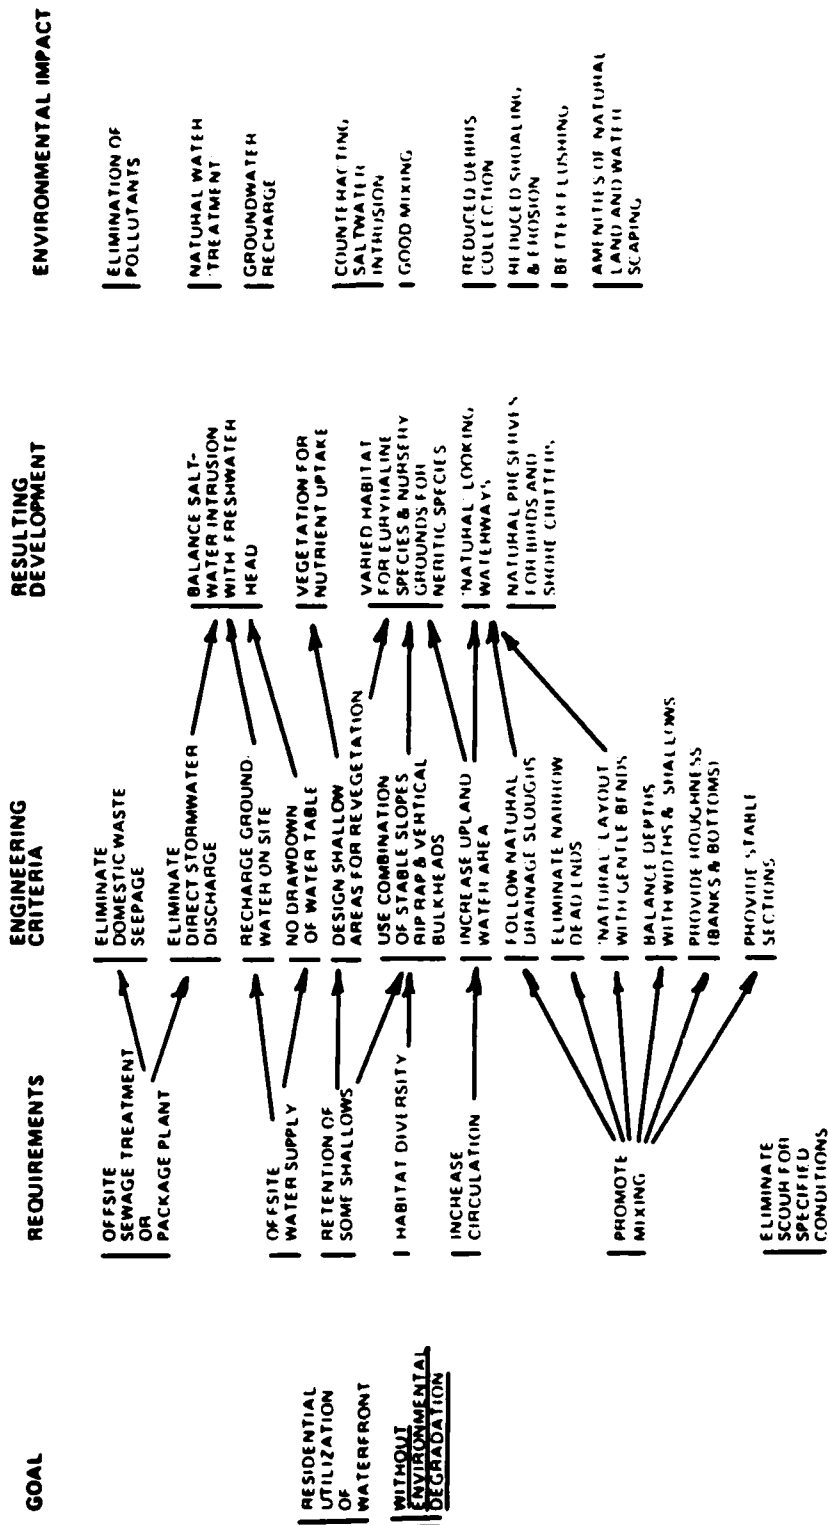 GOAL
RESIDENTIAL
UTILIZATION
OF
WATERFRONT
WITHOUT
ENVIRONMENTAL
DEGRADATION
REQUIREMENTS
OFFSITE
SEWAGE TREATMENT
OR
PACKAGE PLANT
OFFSITE
WATER SUPPLY
RETENTION OF
SOME SHALLOWS
HABITAT DIVERSITY
INCREASE
CIRCULATION
PROMOTE
MIXING
ELIMINATE
SCOUR FOR
SPECIFIED
CONDITIONS
ENGINEERING
CRITERIA
ELIMINATE
DOMESTIC WASTE
SEEPAGE
ELIMINATE
DIRECT STORMWATER
DISCHARGE
RECHARGE GROUND-
WATER ON SITE
NO DRAWDOWN
OF WATER TABLE
DESIGN SHALLOW
AREAS FOR REVEGETATION
USE COMBINATION
OF STABLE SLOPES
RIP RAP & VERTICAL
BULKHEADS
INCREASE UPLAND
WATER AREA
FOLLOW NATURAL
DRAINAGE SLOUGHS
ELIMINATE NARROW
DEAD ENDS
'NATURAL' LAYOUT
WITH GENTLE BENDS
BALANCE DEPTHS
WITH WIDTHS & SHALLOWS
PROVIDE ROUGHNESS
(BANKS & BOTTOMS)
PROVIDE STABLE
SECTIONS
RESULTING
DEVELOPMENT
BALANCE SALT-
WATER INTRUSION
WITH FRESHWATER
HEAD
VEGETATION FOR
NUTRIENT UPTAKE
VARIED HABITAT
FOR EURYHALINE
SPECIES & NURSERY
GROUNDS FOR
NERITIC SPECIES
'NATURAL' LOOKING
WATERWAYS
NATURAL PRESERVES
FOR BIRDS AND
SHORE CRITTERS
ENVIRONMENTAL IMPACT
ELIMINATION OF
POLLUTANTS
NATURAL WATER
TREATMENT
GROUNDWATER
RECHARGE
COUNTERACTING
SALTWATER
INTRUSION
GOOD MIXING
REDUCED DEBRIS
COLLECTION
REDUCED SHOALING
& EROSION
BETTER FLUSHING
AMENITIES OF NATURAL
LAND AND WATER
SCAPING